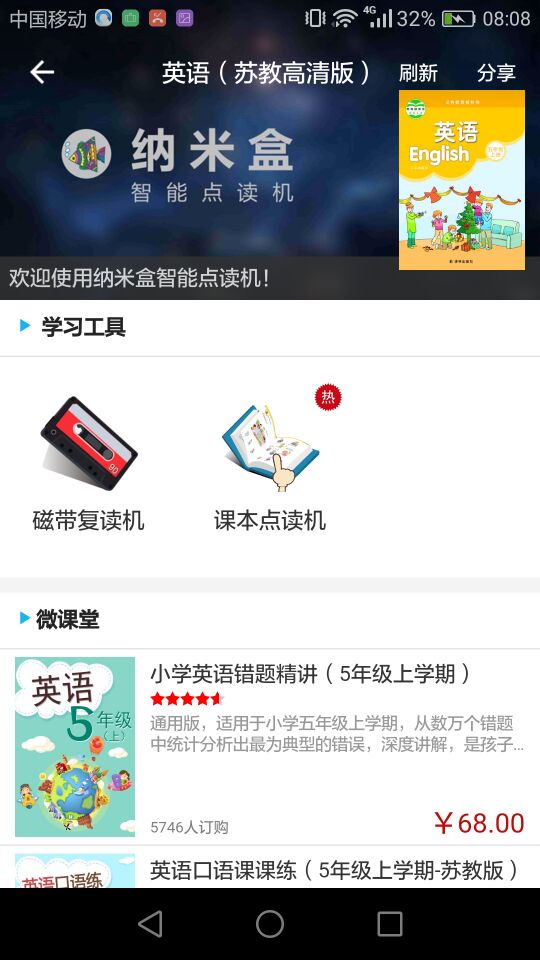 中国移动 4G 32% 08:08
英语（苏教高清版） 刷新 分享
纳米盒
智能点读机
英语
English
五年级
上册
欢迎使用纳米盒智能点读机！
学习工具
90
热
磁带复读机 课本点读机
微课堂
英语
5年级
（上）
小学英语错题精讲（5年级上学期）
通用版，适用于小学五年级上学期，从数万个错题
中统计分析出最为典型的错误，深度讲解，是孩子...
5746人订购 ￥68.00
英语口语练
英语口语课课练（5年级上学期-苏教版）